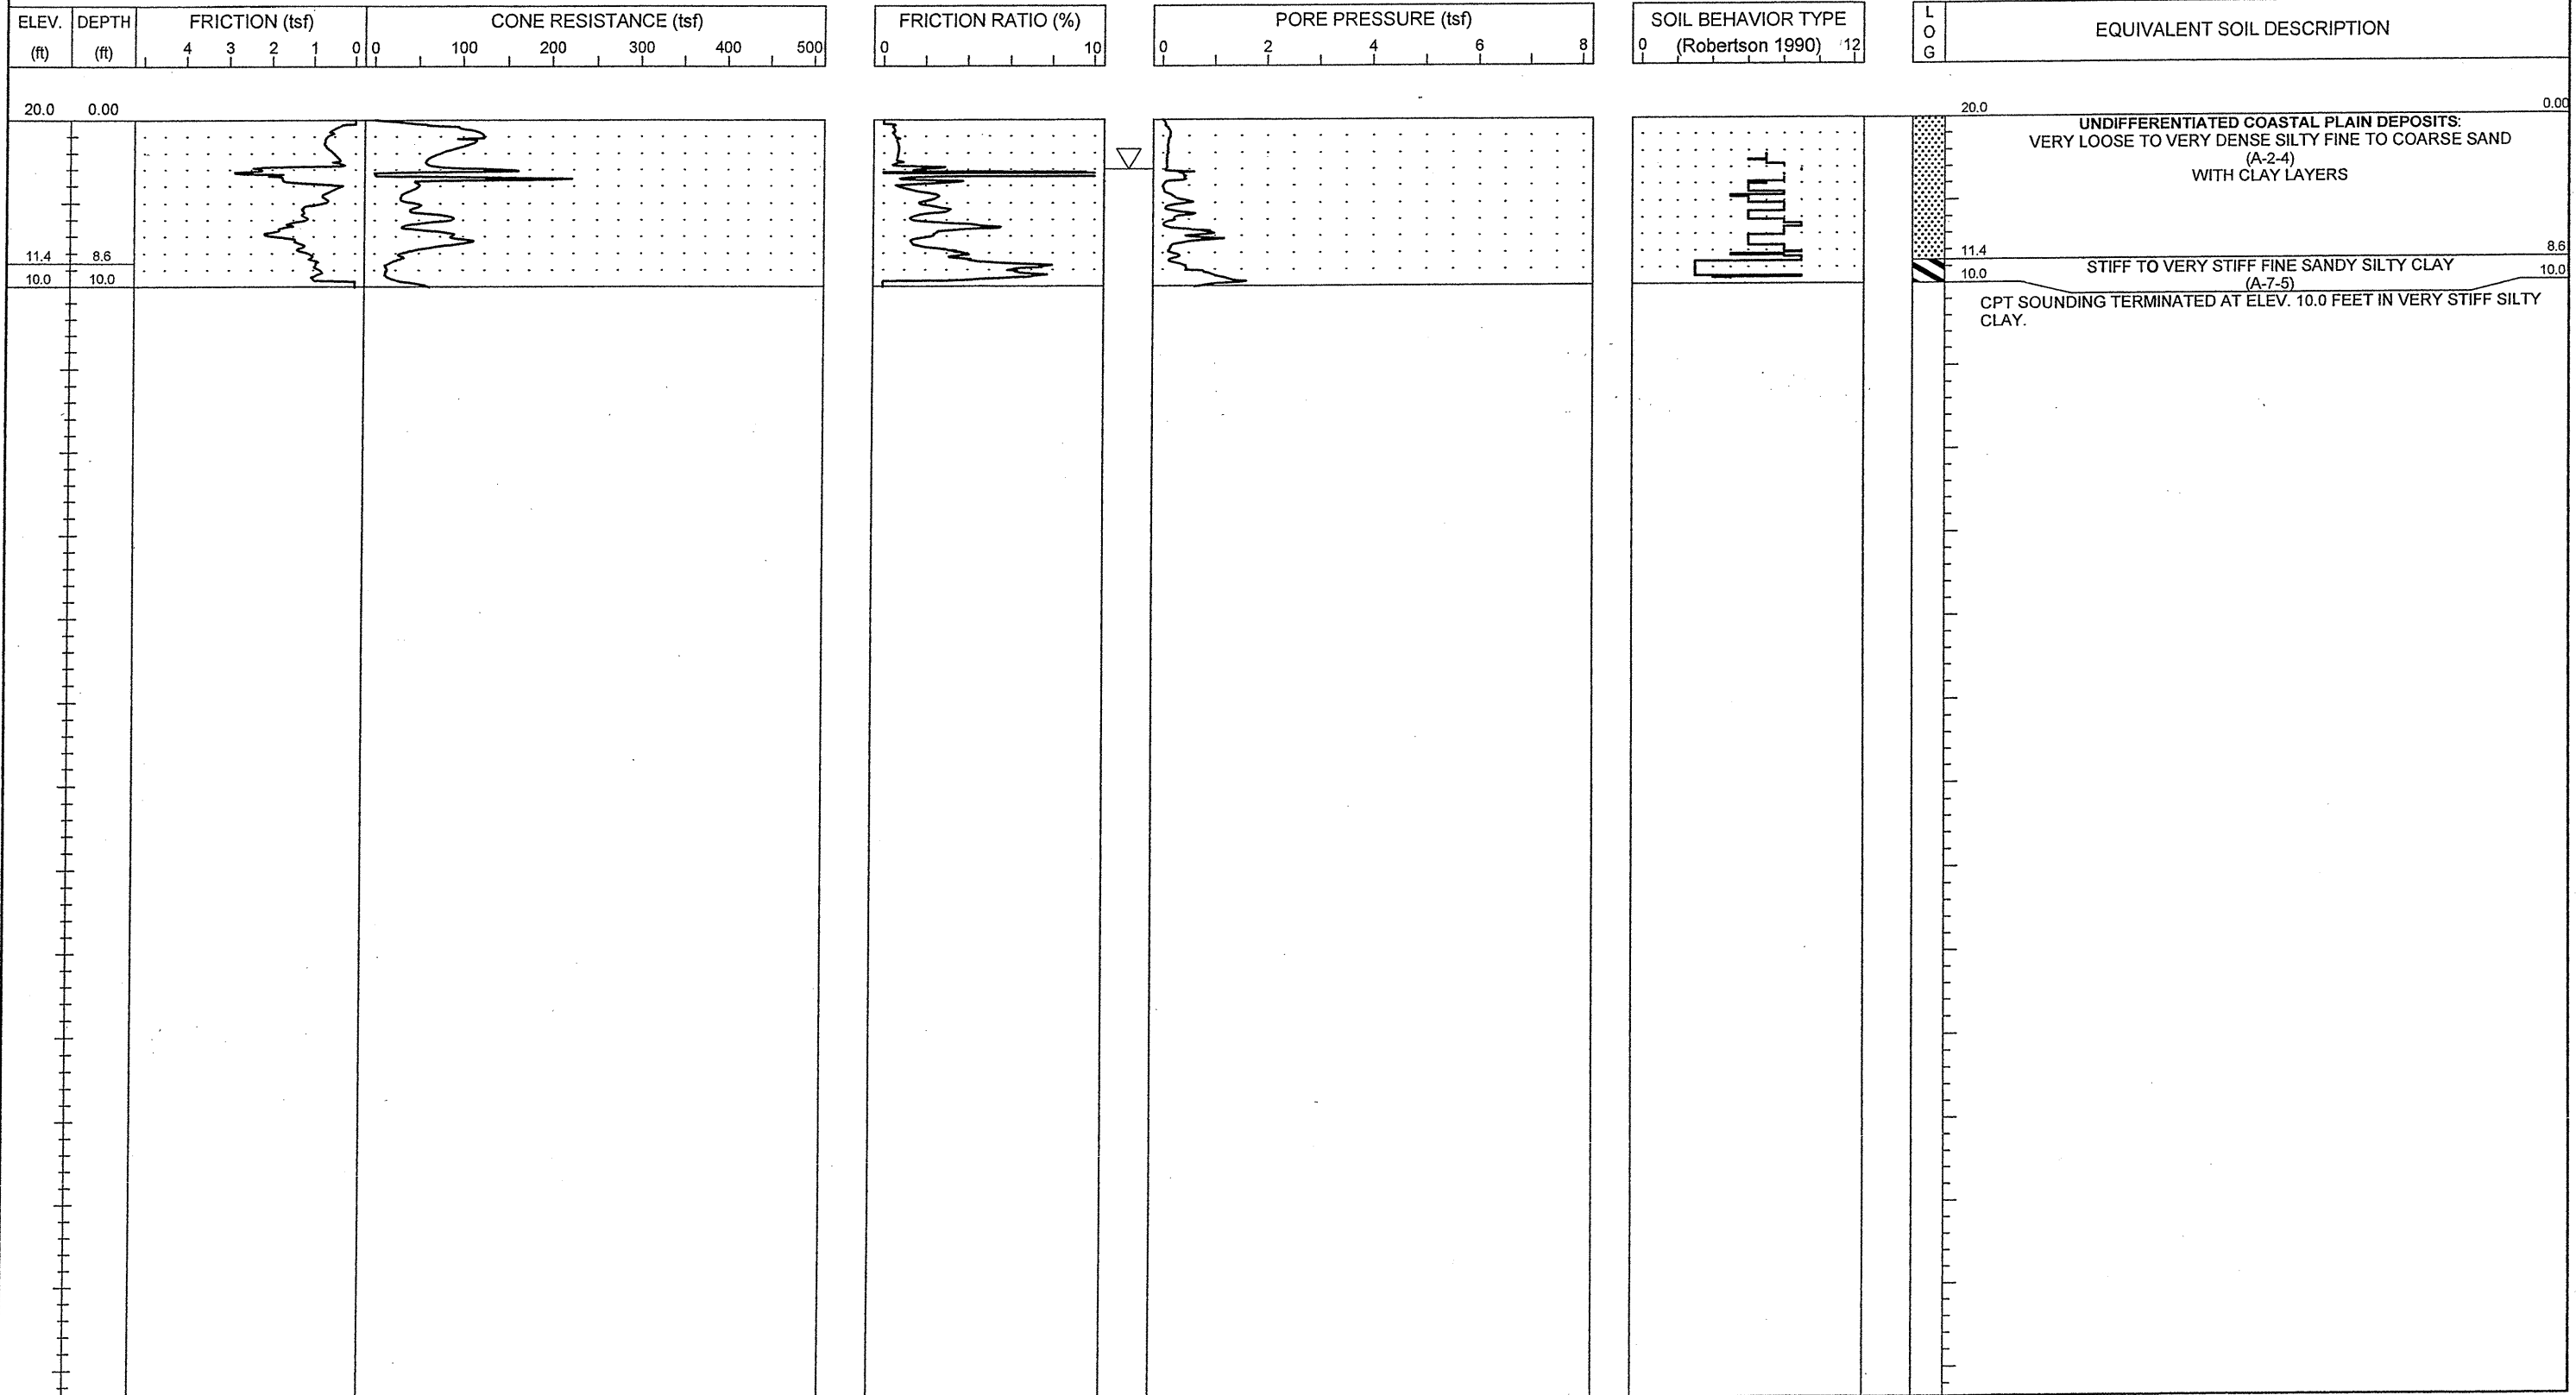 ELEV. DEPTH FRICTION (tsf) CONE RESISTANCE (tsf) FRICTION RATIO (%) PORE PRESSURE (tsf) SOIL BEHAVIOR TYPE L O G EQUIVALENT SOIL DESCRIPTION
(ft) (ft) 4 3 2 1 0 0 100 200 300 400 500 0 10 0 2 4 6 8 0 (Robertson 1990) 12
20.0 0.00 20.0 0.00
UNDIFFERENTIATED COASTAL PLAIN DEPOSITS:
VERY LOOSE TO VERY DENSE SILTY FINE TO COARSE SAND
(A-2-4)
WITH CLAY LAYERS
11.4 8.6 11.4 8.6
STIFF TO VERY STIFF FINE SANDY SILTY CLAY
10.0 10.0 10.0 10.0
(A-7-5)
CPT SOUNDING TERMINATED AT ELEV. 10.0 FEET IN VERY STIFF SILTY
CLAY.